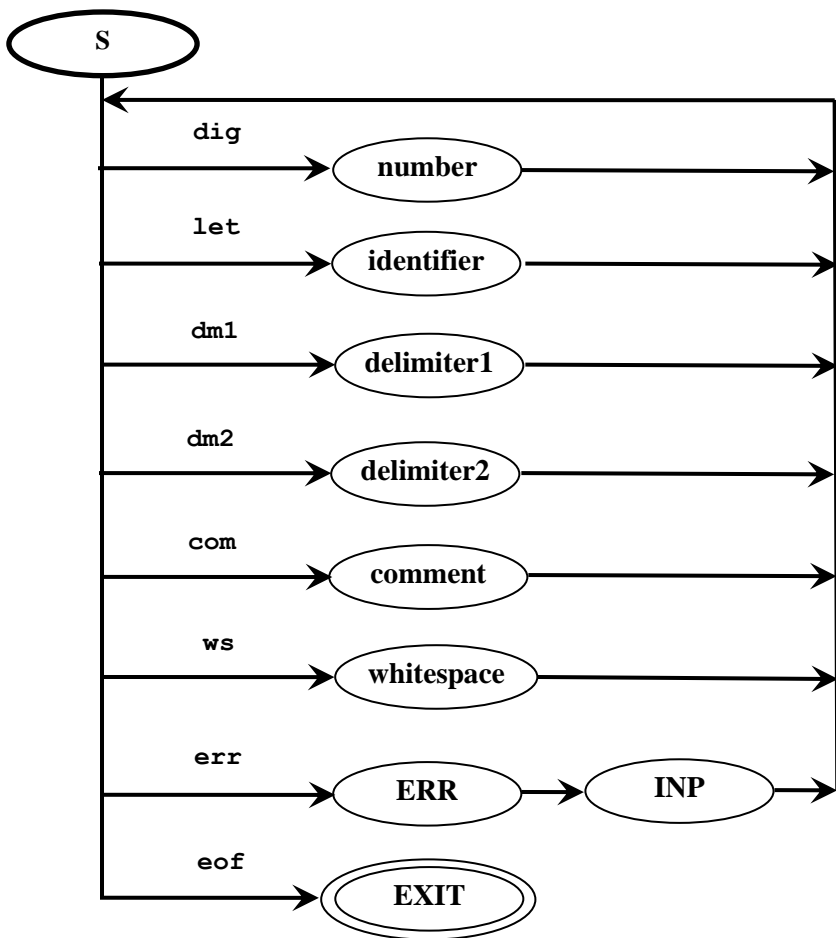 S
dig
number
let
identifier
dm1
delimiter1
dm2
delimiter2
com
comment
ws
whitespace
err
ERR
INP
eof
EXIT